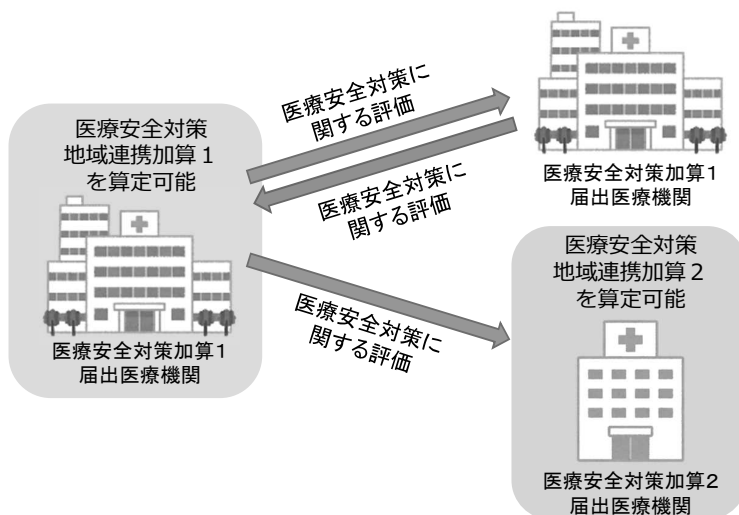 医療安全対策
地域連携加算１
を算定可能
医療安全対策加算1
届出医療機関
医療安全対策に
関する評価
医療安全対策に
関する評価
医療安全対策に
関する評価
医療安全対策加算1
届出医療機関
医療安全対策
地域連携加算２
を算定可能
医療安全対策加算2
届出医療機関